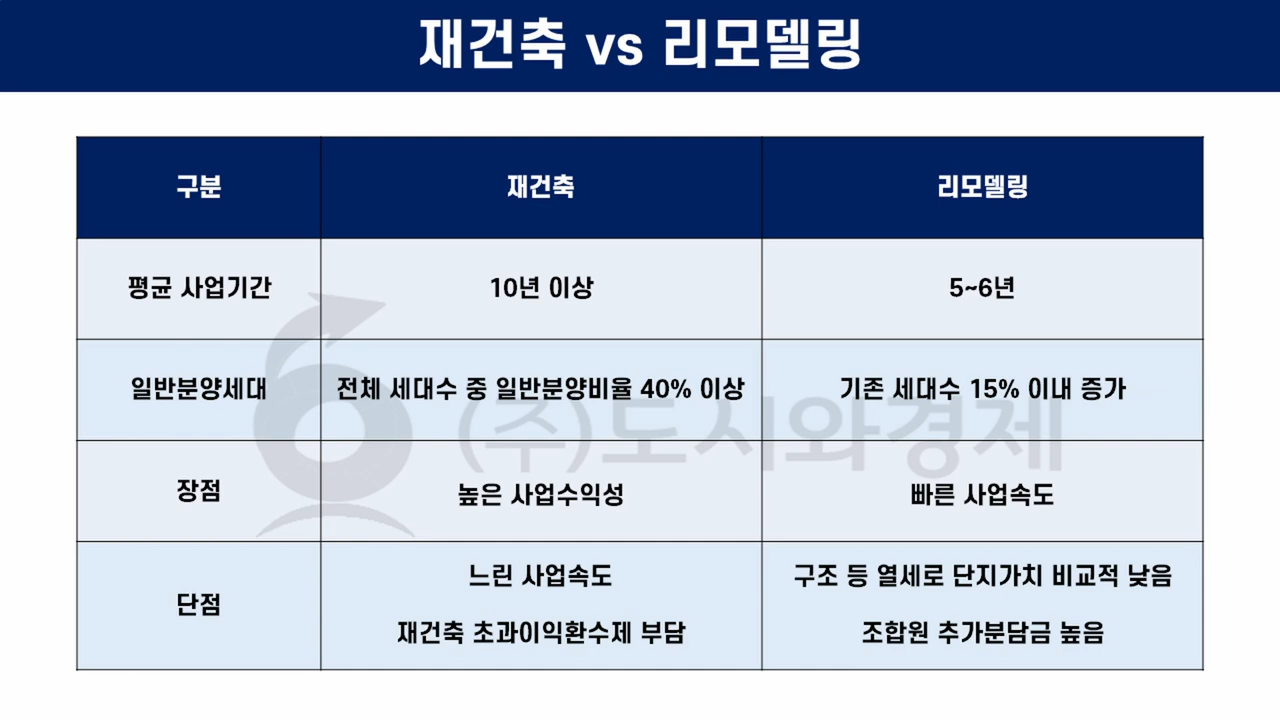 재건축 vs 리모델링
구분 재건축 리모델링
평균 사업기간 10년 이상 5~6년
일반분양세대 전체 세대수 중 일반분양비율 40% 이상 기존 세대수 15% 이내 증가
(주)도시와경제
장점 높은 사업수익성 빠른 사업속도
단점
느린 사업속도
재건축 초과이익환수제 부담
구조 등 열세로 단지가치 비교적 낮음
조합원 추가분담금 높음